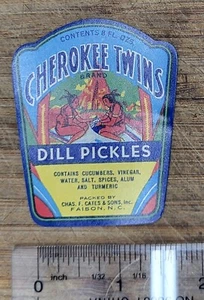 CONTENTS 8 FL. OZS.
CHEROKEE TWINS
BRAND
DILL PICKLES
CONTAINS CUCUMBERS, VINEGAR,
WATER, SALT, SPICES, ALUM
AND TURMERIC
PACKED BY
CHAS. F. CATES & SONS, Inc.
FAISON, N.C.
0 inch 1/32 1 1/16 2